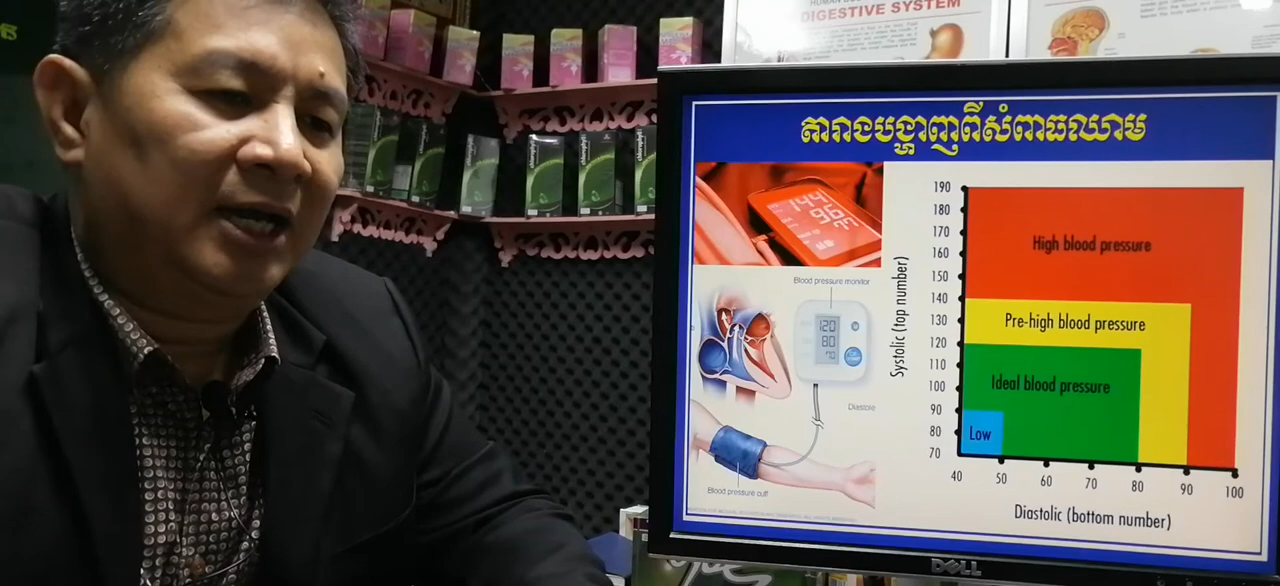 DIGESTIVE SYSTEM
តារាងបង្ហាញពីសំពាធឈាម
144
96
77
Blood pressure monitor
120
80
70
Diastole
Blood pressure cuff
Systolic (top number)
190
180
170
160
150
140
130
120
110
100
90
80
70
High blood pressure
Pre-high blood pressure
Ideal blood pressure
Low
40 50 60 70 80 90 100
Diastolic (bottom number)
DELL
chlorophyll